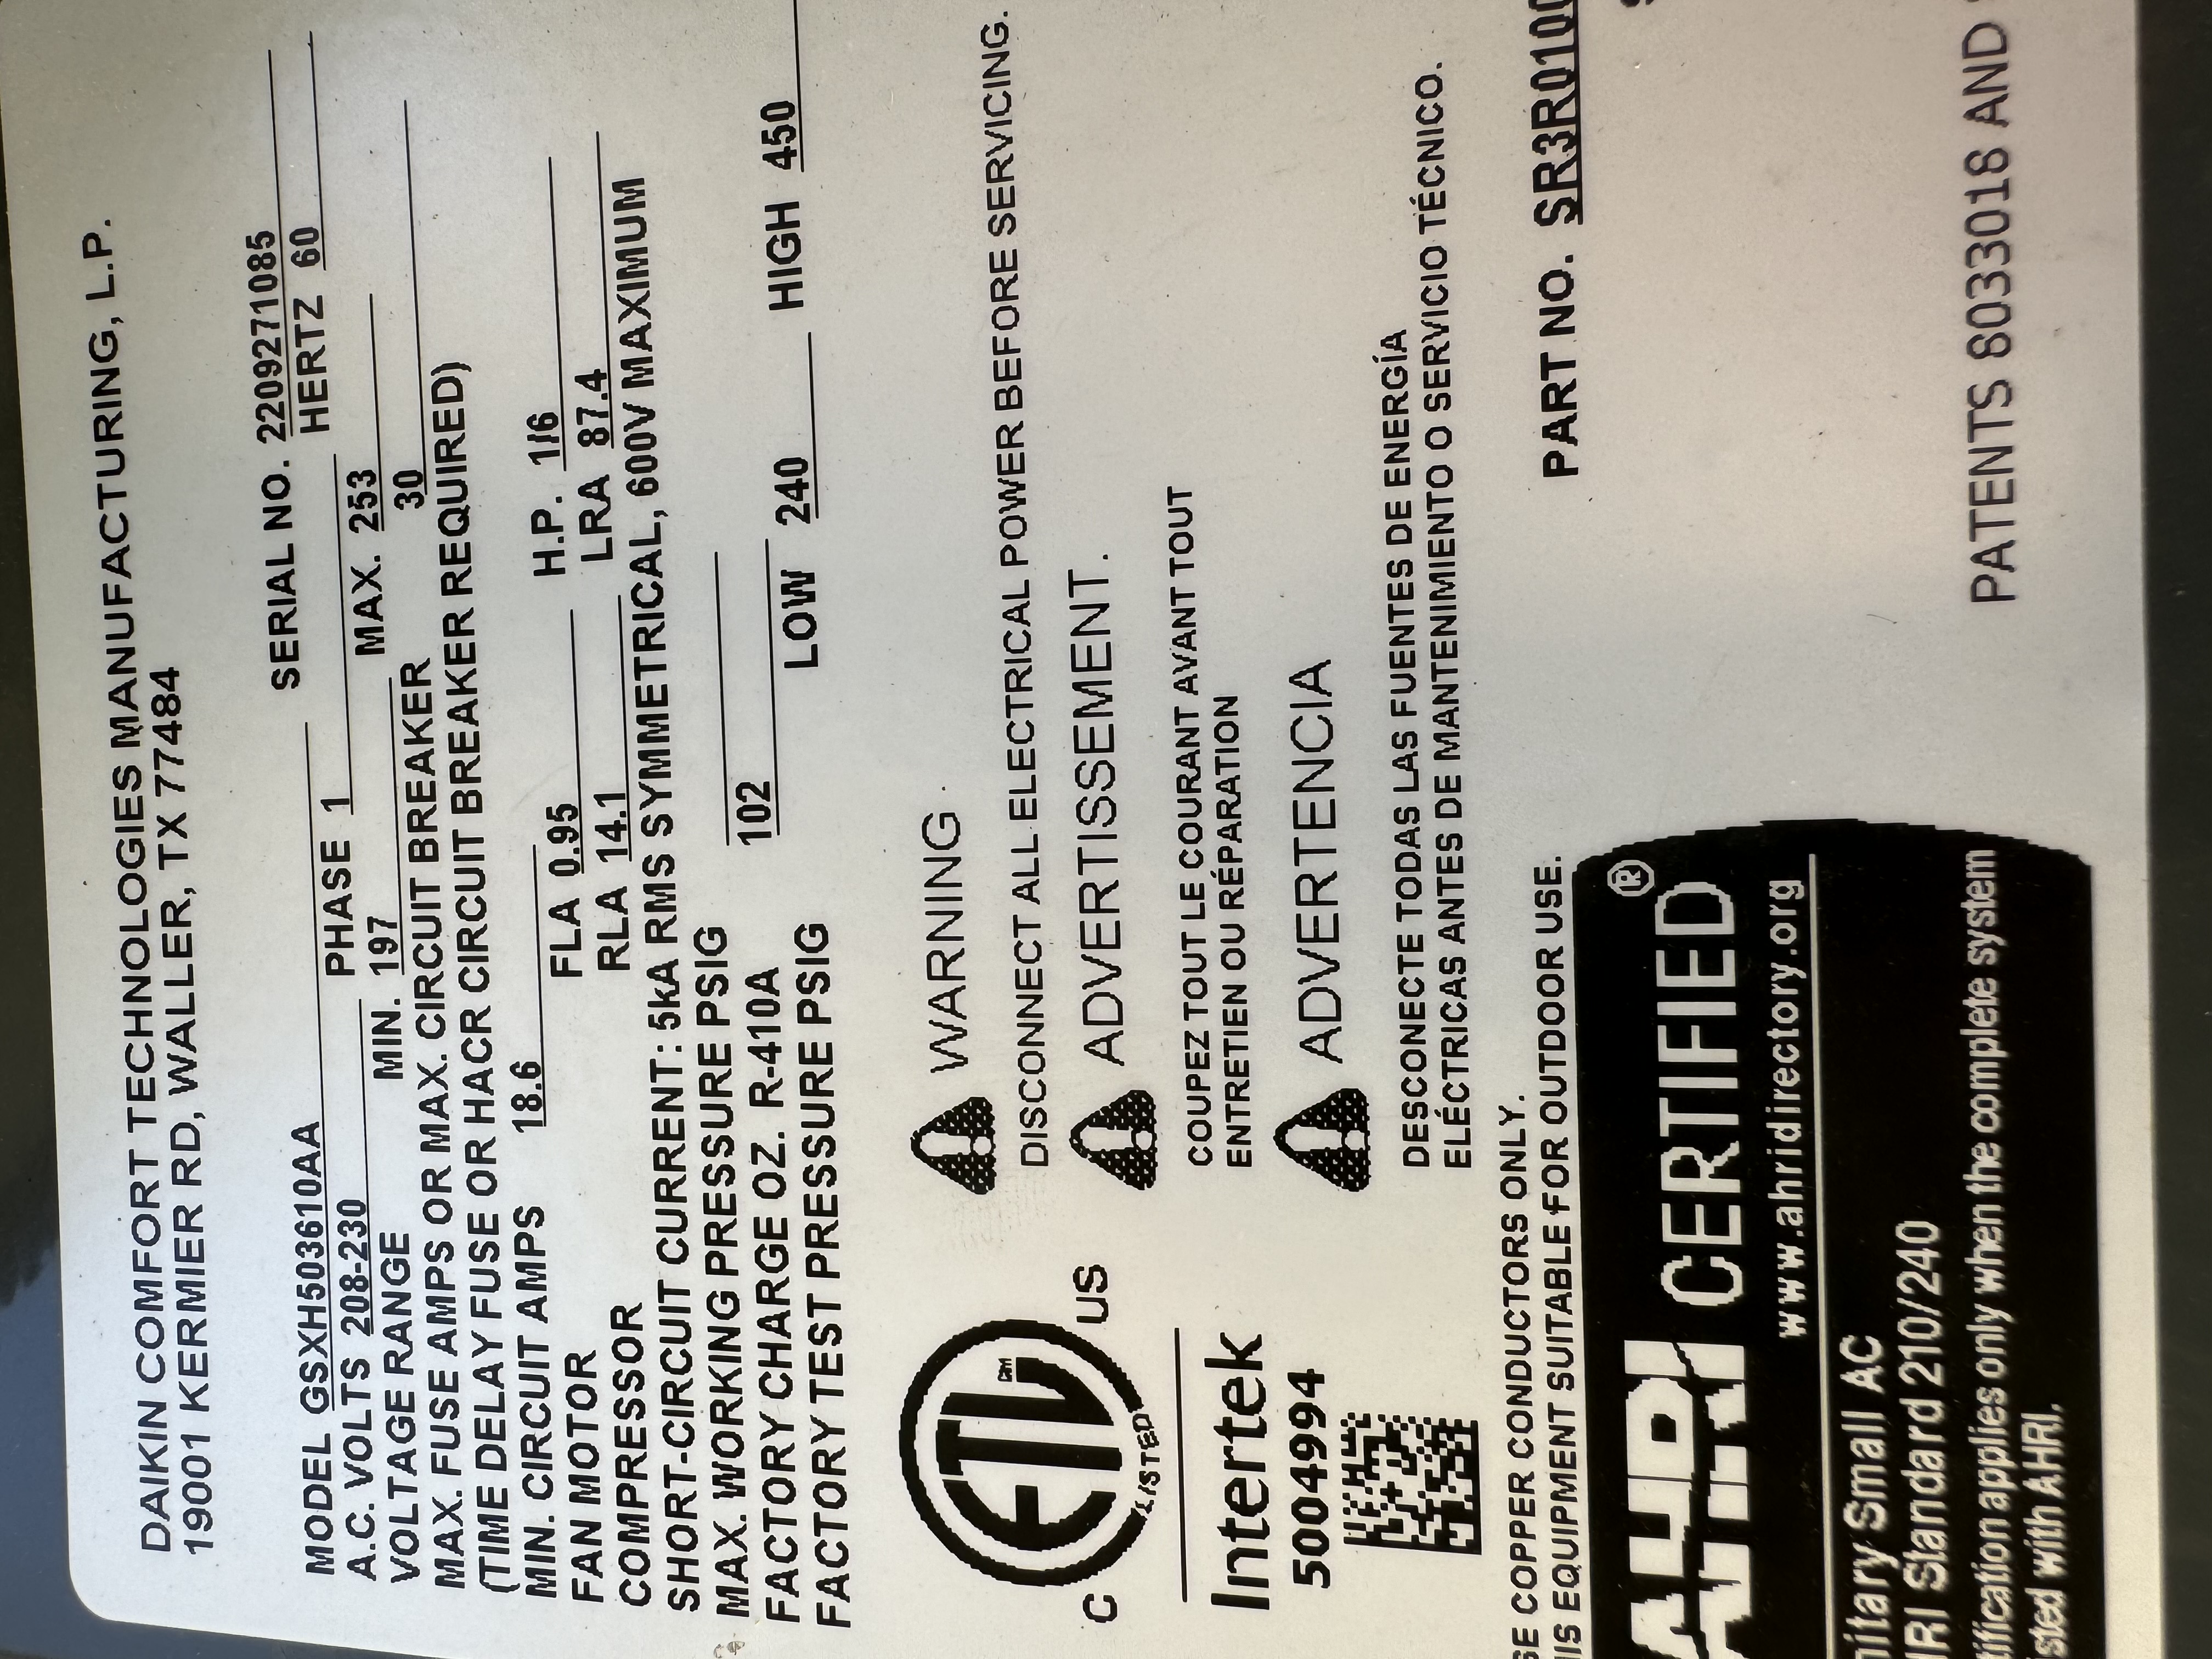 DAIKIN COMFORT TECHNOLOGIES MANUFACTURING, L.P.
19001 KERMIER RD, WALLER, TX 77484
MODEL GSXH503610AA SERIAL NO. 2209271085
A.C. VOLTS 208-230 PHASE 1 HERTZ 60
VOLTAGE RANGE MIN. 197 MAX. 253
MAX. FUSE AMPS OR MAX. CIRCUIT BREAKER 30
(TIME DELAY FUSE OR HACR CIRCUIT BREAKER REQUIRED)
MIN. CIRCUIT AMPS 18.6
FAN MOTOR FLA 0.95 H.P. 1/6
COMPRESSOR RLA 14.1 LRA 87.4
SHORT-CIRCUIT CURRENT: 5kA RMS SYMMETRICAL, 600V MAXIMUM
MAX. WORKING PRESSURE PSIG
FACTORY CHARGE OZ. R-410A 102
FACTORY TEST PRESSURE PSIG LOW 240 HIGH 450
WARNING
DISCONNECT ALL ELECTRICAL POWER BEFORE SERVICING.
ADVERTISSEMENT.
COUPEZ TOUT LE COURANT AVANT TOUT
ENTRETIEN OU RÉPARATION
ADVERTENCIA
DESCONECTE TODAS LAS FUENTES DE ENERGÍA
ELÉCTRICAS ANTES DE MANTENIMIENTO O SERVICIO TÉCNICO.
C ETL CM US
LISTED
Intertek
5004994
COPPER CONDUCTORS ONLY.
EQUIPMENT SUITABLE FOR OUTDOOR USE.
PART NO.
AHRI CERTIFIED®
www.ahridirectory.org
Small AC
Standard 210/240
applies only when the complete system
with AHRI.
PATENTS 6033018 AND